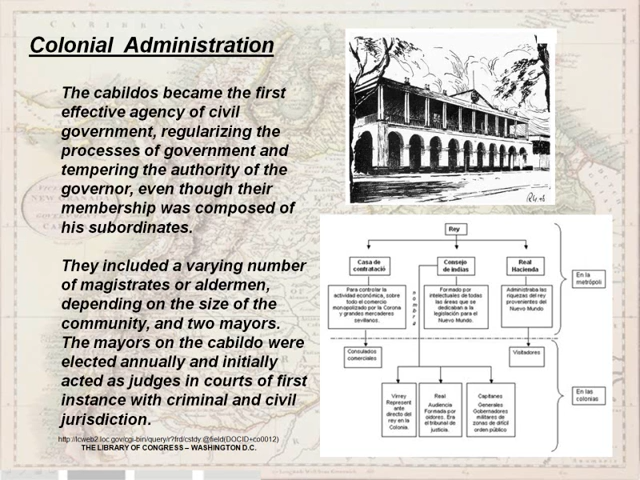 Colonial Administration
The cabildos became the first
effective agency of civil
government, regularizing the
processes of government and
tempering the authority of the
governor, even though their
membership was composed of
his subordinates.
They included a varying number
of magistrates or aldermen,
depending on the size of the
community, and two mayors.
The mayors on the cabildo were
elected annually and initially
acted as judges in courts of first
instance with criminal and civil
jurisdiction.
http://lcweb2.loc.gov/cgi-bin/query/r?frd/cstdy:@field(DOCID+co0012)
THE LIBRARY OF CONGRESS – WASHINGTON D.C.
Rey
Casa de
contratació
Consejo
de indias
Real
Hacienda
En la
metrópoli
Para controlar la
actividad económica, sobre
todo el comercio
monopolizado por la Corona
y grandes mercaderes
sevillanos.
nombra
Formado por
intelectuales de todas
las áreas que se
dedicaban a la
legislación para el
Nuevo Mundo.
Administraba las
riquezas del rey
provenientes del
Nuevo Mundo
Consulados
comerciales
Visitadores
Virrey
Represent
ante
directo del
rey en la
Colonia.
Real
Audiencia
Formada por
oidores. Era
el tribunal de
justicia.
Capitanes
Generales
Gobernadores
militares de
zonas de difícil
orden público
En las
colonias